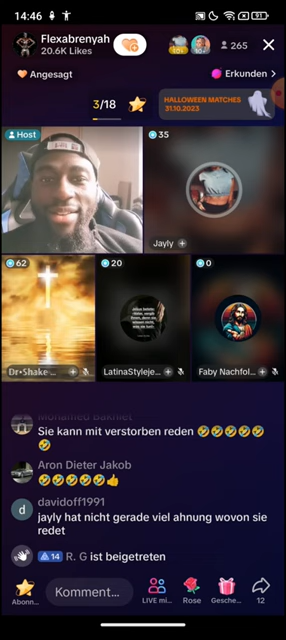 14:46
91
Flexabrenyah
20.6K Likes
265
Angesagt
Erkunden >
3/18
HALLOWEEN MATCHES
31.10.2023
Host
35
Jayly +
62
20
0
Dr•Shake... +
LatinaStyleje... +
Faby Nachfol... +
Mohamed Bakhiet
Sie kann mit verstorben reden 🤣🤣🤣🤣🤣
🤣
Aron Dieter Jakob
🤣🤣🤣🤣🤣👍
d
davidoff1991
jayly hat nicht gerade viel ahnung wovon sie
redet
14 R. G ist beigetreten
Komment...
Abonn...
LIVE mi...
Rose
Gesche...
12